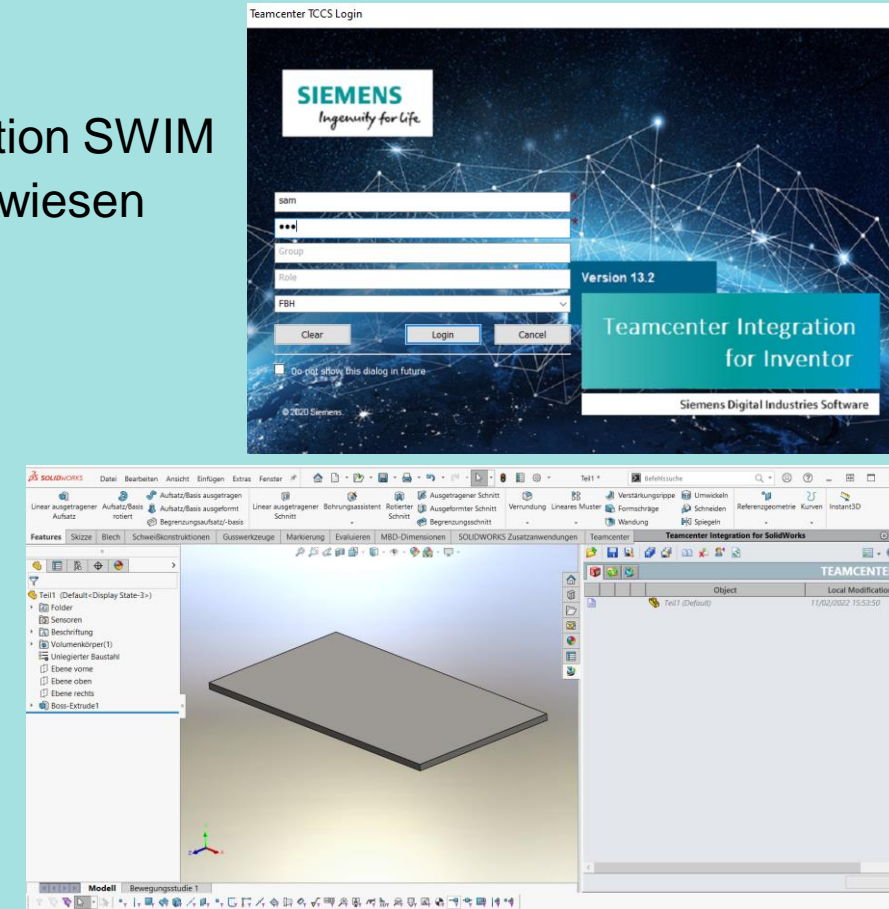 Teamcenter TCCS Login
SIEMENS
Ingenuity for Life
tion SWIM
wiesen
sam
Group
Role
FBH
Clear Login Cancel
Do not show this dialog in future
© 2020 Siemens
Version 13.2
Teamcenter Integration
for Inventor
Siemens Digital Industries Software
SOLIDWORKS Datei Bearbeiten Ansicht Einfügen Extras Fenster Teil1 * Befehlssuche
Linear ausgetragener Aufsatz
Aufsatz/Basis rotiert
Aufsatz/Basis ausgetragen
Aufsatz/Basis ausgeformt
Begrenzungsaufsatz/-basis
Linear ausgetragener Schnitt
Bohrungsassistent
Rotierter Schnitt
Ausgetragener Schnitt
Ausgeformter Schnitt
Begrenzungsschnitt
Verrundung
Lineares Muster
Verstärkungsrippe
Formschräge
Wandung
Umwickeln
Schneiden
Spiegeln
Referenzgeometrie
Kurven
Instant3D
Features Skizze Blech Schweißkonstruktionen Gusswerkzeuge Markierung Evaluieren MBD-Dimensionen SOLIDWORKS Zusatzanwendungen Teamcenter
Teamcenter Integration for SolidWorks
TEAMCENTE
Object Local Modification
Teil1 (Default) 11/02/2022 15:53:50
Teil1 (Default<Display State-3>)
Folder
Sensoren
Beschriftung
Volumenkörper(1)
Unlegierter Baustahl
Ebene vorne
Ebene oben
Ebene rechts
Boss-Extrude1
Modell Bewegungsstudie 1